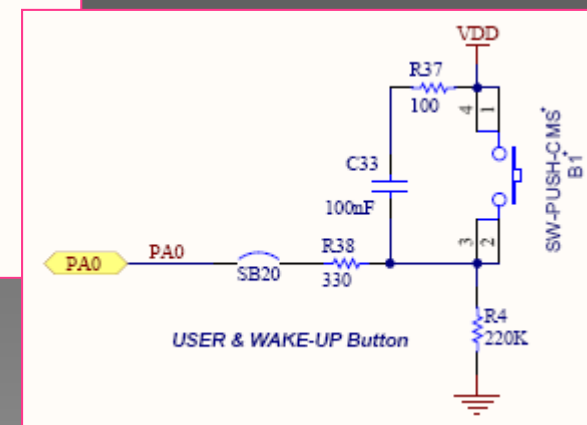 VDD
R37
100
4
1
C33
100nF
SW-PUSH-CMS
B1
3
2
PA0
PA0
SB20
R38
330
R4
220K
USER & WAKE-UP Button